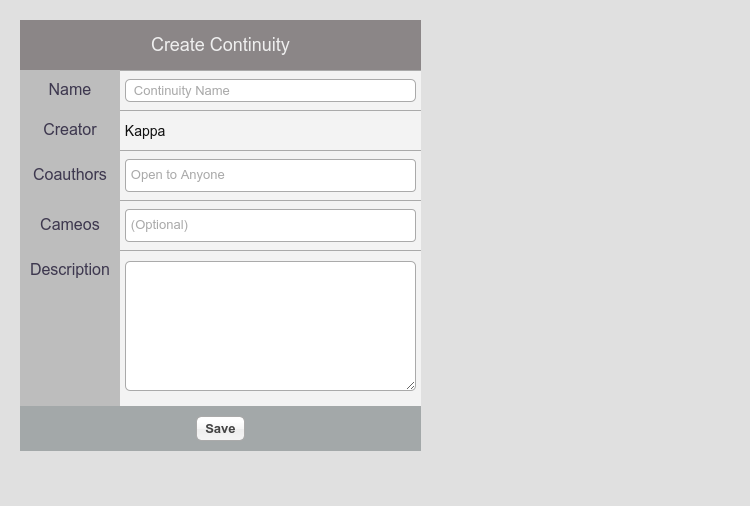 Create Continuity
Name
Continuity Name
Creator
Kappa
Coauthors
Open to Anyone
Cameos
(Optional)
Description
Save